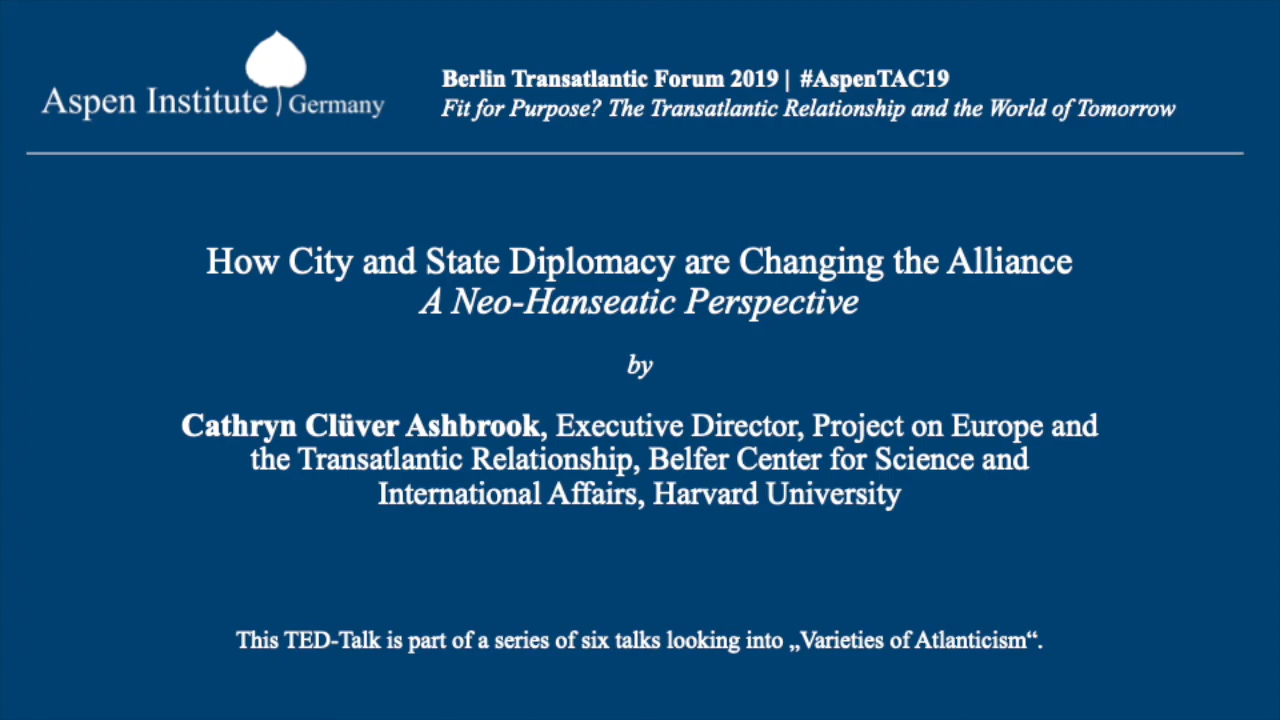 Aspen Institute Germany
Berlin Transatlantic Forum 2019 | #AspenTAC19
Fit for Purpose? The Transatlantic Relationship and the World of Tomorrow
How City and State Diplomacy are Changing the Alliance
A Neo-Hanseatic Perspective
by
Cathryn Clüver Ashbrook, Executive Director, Project on Europe and
the Transatlantic Relationship, Belfer Center for Science and
International Affairs, Harvard University
This TED-Talk is part of a series of six talks looking into „Varieties of Atlanticism“.